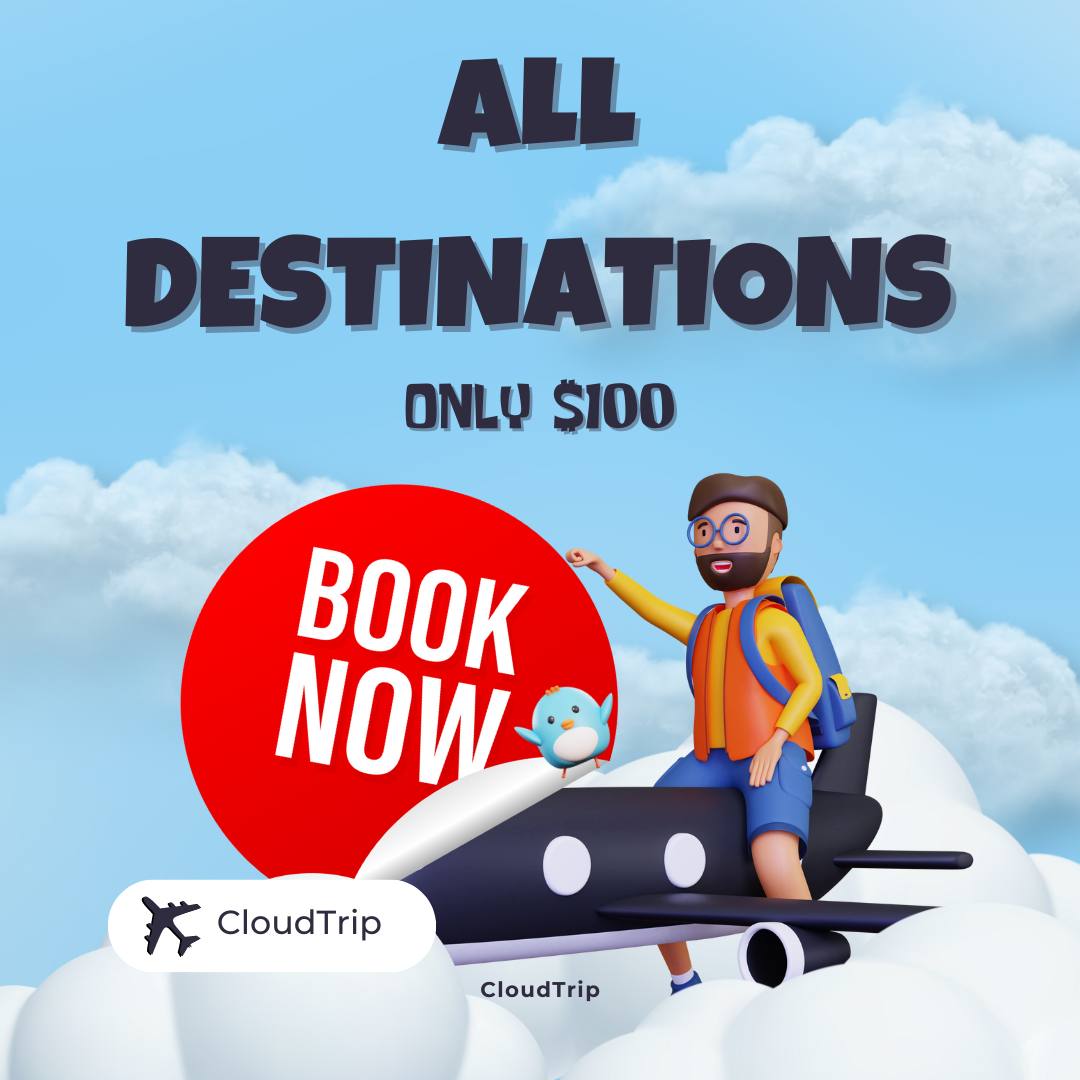 ALL
DESTINATIONS
ONLY $100
BOOK
NOW
CloudTrip
CloudTrip